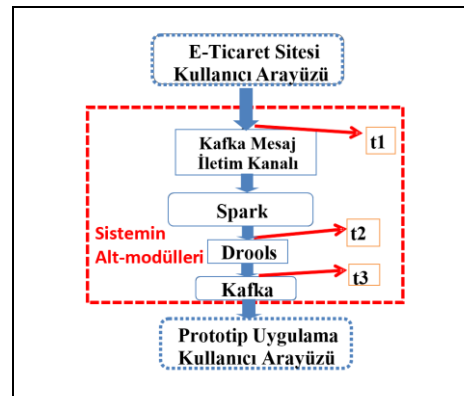 E-Ticaret Sitesi
Kullanıcı Arayüzü
Kafka Mesaj
İletim Kanalı
t1
Spark
Sistemin
Alt-modülleri
t2
Drools
t3
Kafka
Prototip Uygulama
Kullanıcı Arayüzü